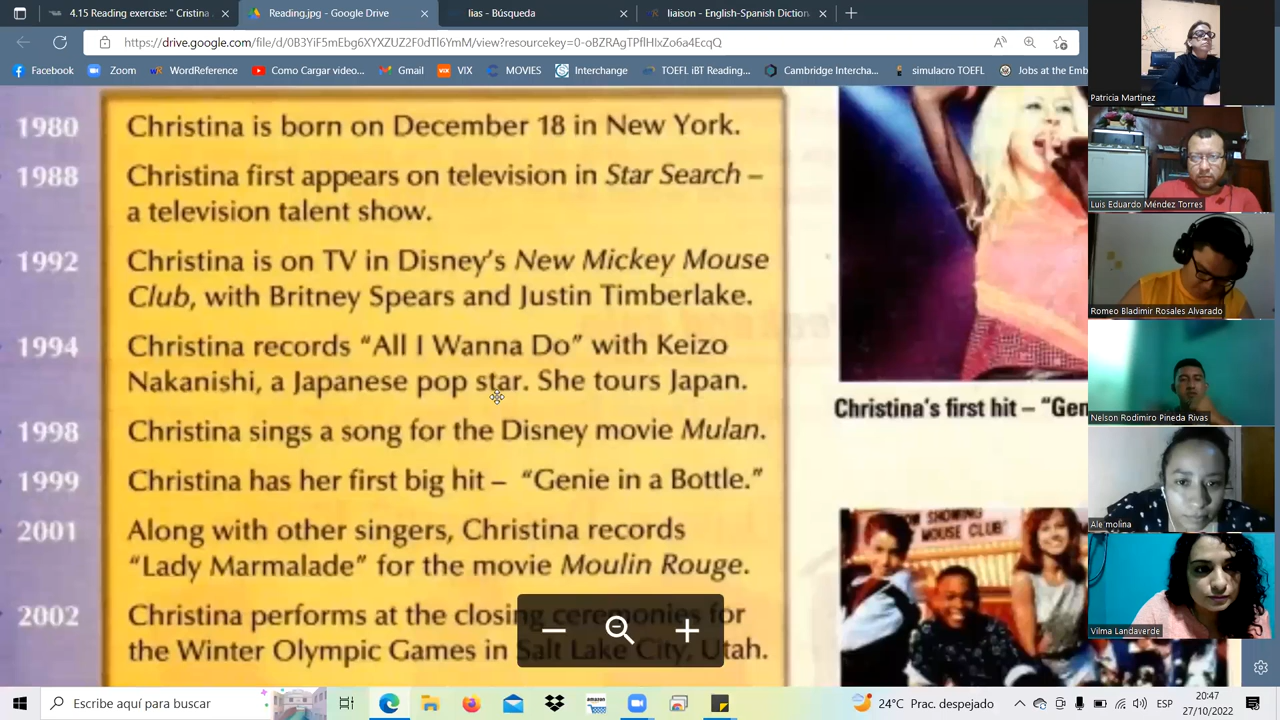 4.15 Reading exercise: " Cristina
Reading.jpg - Google Drive
lias - Búsqueda
liaison - English-Spanish Diction
https://drive.google.com/file/d/0B3YiF5mEbg6XYXZUZ2F0dTl6YmM/view?resourcekey=0-oBZRAgTPflHlxZo6a4EcqQ
Facebook
Zoom
WordReference
Como Cargar video...
Gmail
VIX
MOVIES
Interchange
TOEFL iBT Reading...
Cambridge Intercha...
simulacro TOEFL
Jobs at the Emb
1980 Christina is born on December 18 in New York.
1988 Christina first appears on television in Star Search –
a television talent show.
1992 Christina is on TV in Disney's New Mickey Mouse
Club, with Britney Spears and Justin Timberlake.
1994 Christina records "All I Wanna Do" with Keizo
Nakanishi, a Japanese pop star. She tours Japan.
1998 Christina sings a song for the Disney movie Mulan.
1999 Christina has her first big hit – "Genie in a Bottle."
2001 Along with other singers, Christina records
"Lady Marmalade" for the movie Moulin Rouge.
2002 Christina performs at the closing ceremonies for
the Winter Olympic Games in Salt Lake City, Utah.
Christina's first hit – "Gen
W SHOWING
MOUSE CLUB
Patricia Martinez
Luis Eduardo Méndez Torres
Romeo Bladimir Rosales Alvarado
Nelson Rodimiro Pineda Rivas
Ale molina
Vilma Landaverde
Escribe aquí para buscar
amazon
24°C Prac. despejado
ESP
20:47
27/10/2022